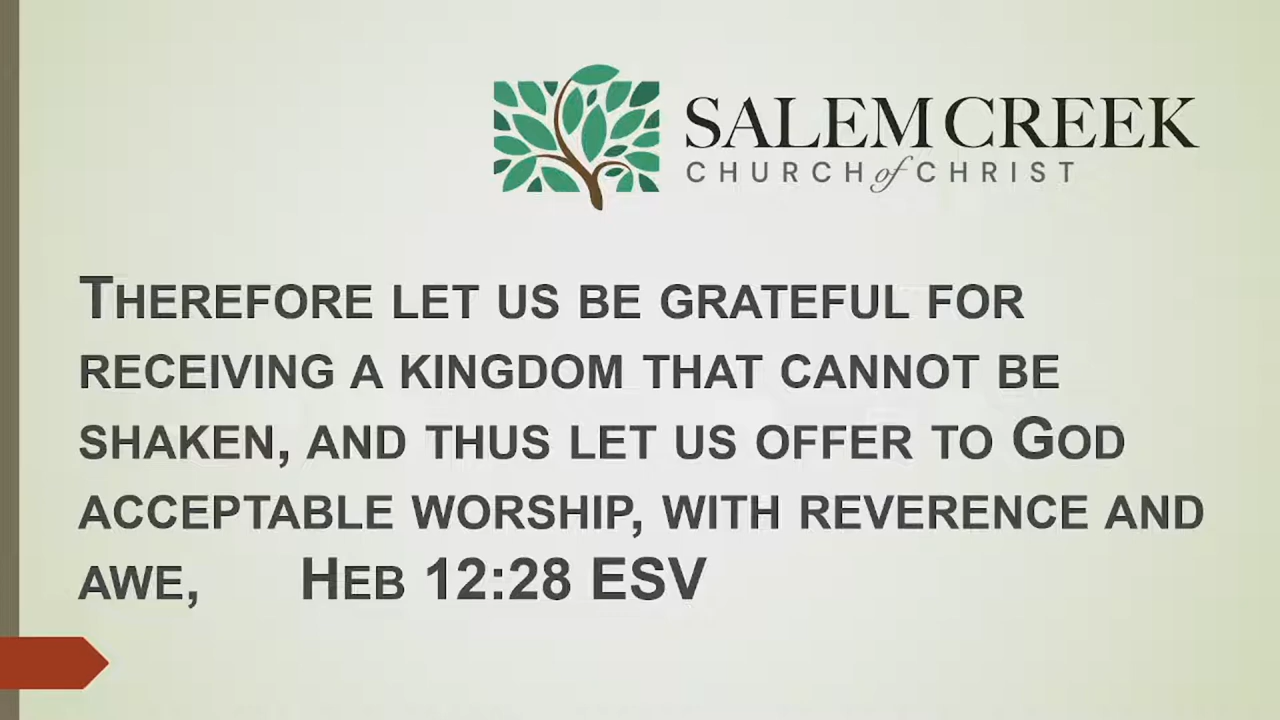 SALEM CREEK
CHURCH of CHRIST
THEREFORE LET US BE GRATEFUL FOR
RECEIVING A KINGDOM THAT CANNOT BE
SHAKEN, AND THUS LET US OFFER TO GOD
ACCEPTABLE WORSHIP, WITH REVERENCE AND
AWE, HEB 12:28 ESV